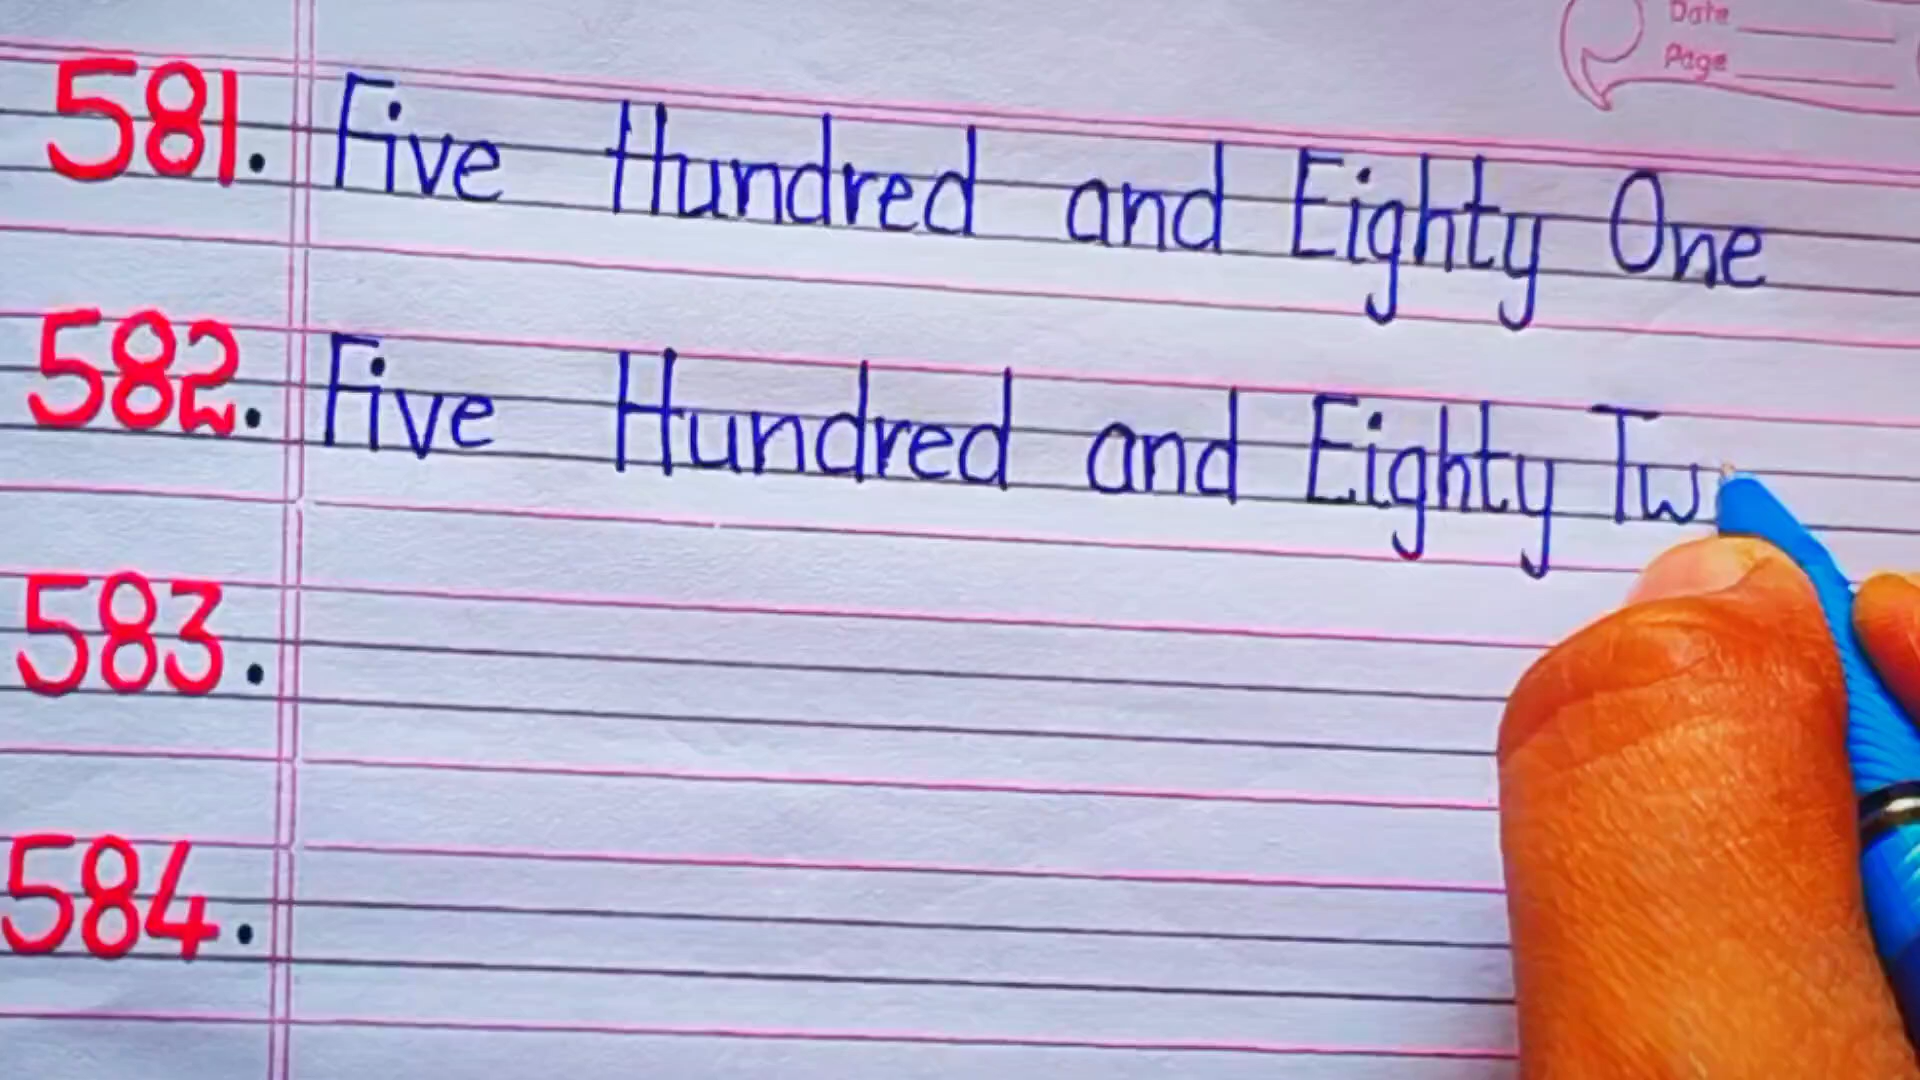 Date
Page
581. Five Hundred and Eighty One
582. Five Hundred and Eighty Tw
583.
584.